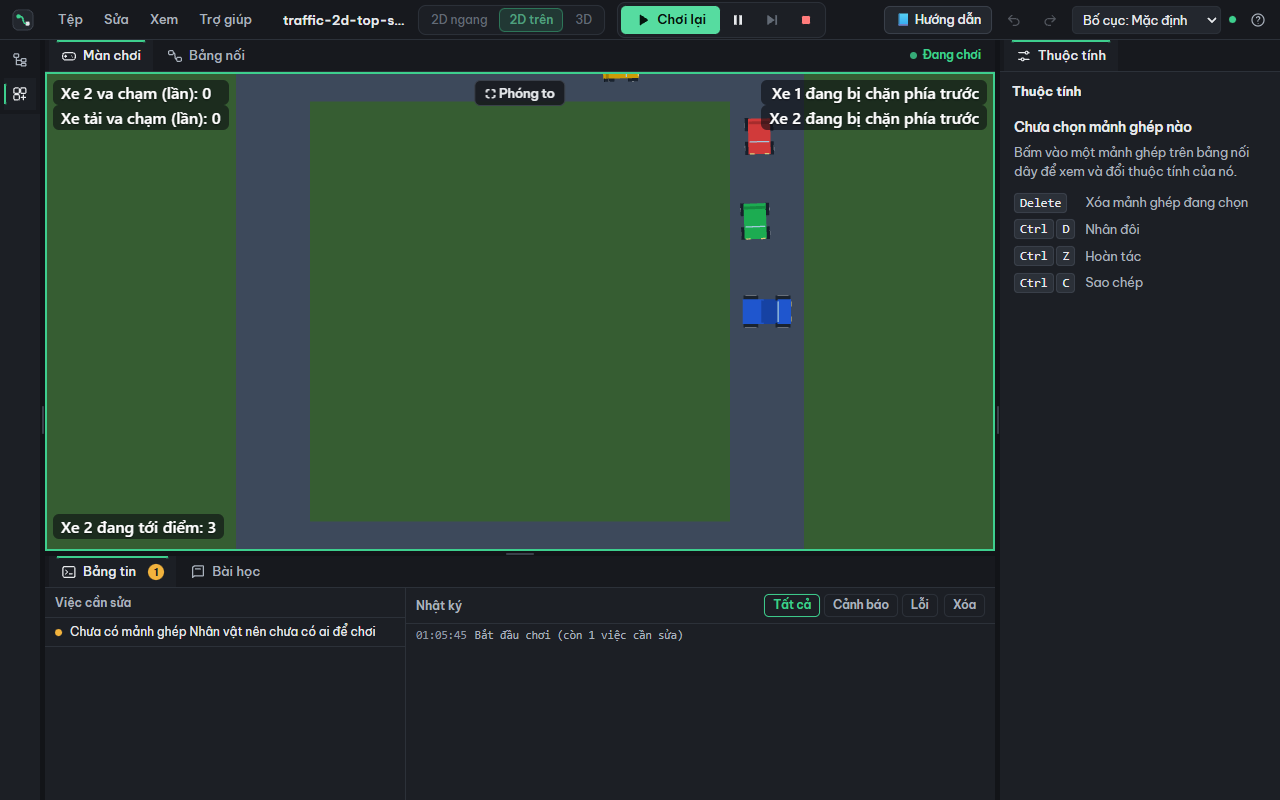 Tệp Sửa Xem Trợ giúp traffic-2d-top-s... 2D ngang 2D trên 3D Chơi lại Hướng dẫn Bố cục: Mặc định
Màn chơi Bảng nối Đang chơi
Xe 2 va chạm (lần): 0
Xe tải va chạm (lần): 0
Phóng to
Xe 1 đang bị chặn phía trước
Xe 2 đang bị chặn phía trước
Xe 2 đang tới điểm: 3
Thuộc tính
Thuộc tính
Chưa chọn mảnh ghép nào
Bấm vào một mảnh ghép trên bảng nối
dây để xem và đổi thuộc tính của nó.
Delete Xóa mảnh ghép đang chọn
Ctrl D Nhân đôi
Ctrl Z Hoàn tác
Ctrl C Sao chép
Bảng tin 1 Bài học
Việc cần sửa
Chưa có mảnh ghép Nhân vật nên chưa có ai để chơi
Nhật ký Tất cả Cảnh báo Lỗi Xóa
01:05:45 Bắt đầu chơi (còn 1 việc cần sửa)